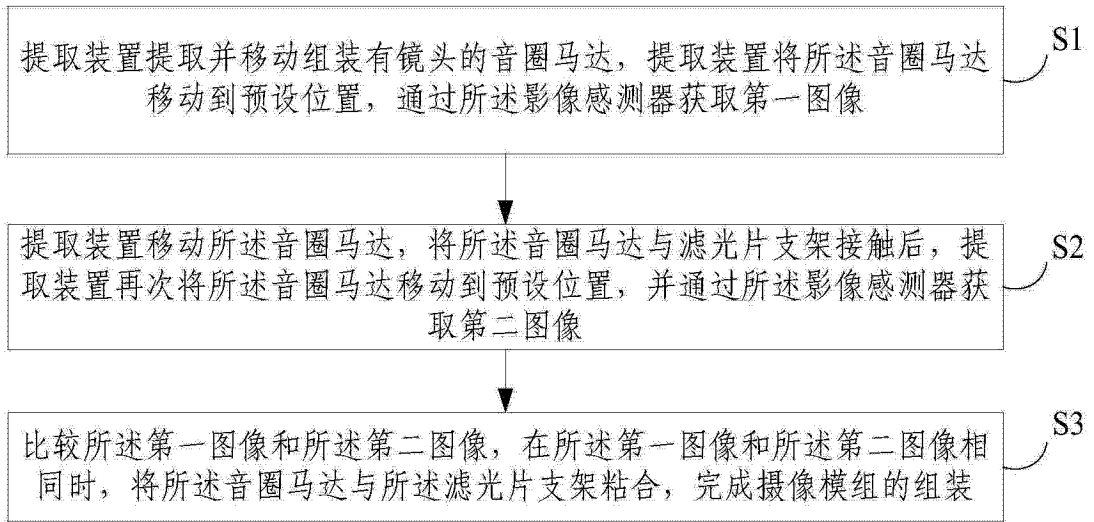 提取装置提取并移动组装有镜头的音圈马达，提取装置将所述音圈马达
移动到预设位置，通过所述影像感测器获取第一图像
S1
提取装置移动所述音圈马达，将所述音圈马达与滤光片支架接触后，提
取装置再次将所述音圈马达移动到预设位置，并通过所述影像感测器获
取第二图像
S2
比较所述第一图像和所述第二图像，在所述第一图像和所述第二图像相
同时，将所述音圈马达与所述滤光片支架粘合，完成摄像模组的组装
S3